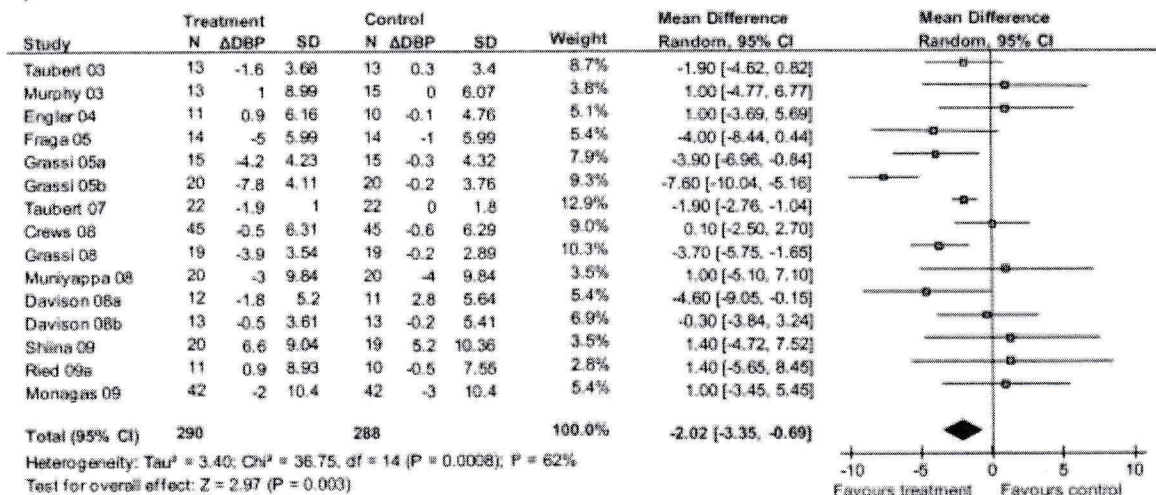 Treatment Control Mean Difference Mean Difference
Study N ΔDBP SD N ΔDBP SD Weight Random, 95% CI Random, 95% CI
Taubert 03 13 -1.6 3.68 13 0.3 3.4 8.7% -1.90 [-4.62, 0.82]
Murphy 03 13 1 8.99 15 0 6.07 3.8% 1.00 [-4.77, 6.77]
Engler 04 11 0.9 6.16 10 -0.1 4.76 5.1% 1.00 [-3.69, 5.69]
Fraga 05 14 -5 5.99 14 -1 5.99 5.4% -4.00 [-8.44, 0.44]
Grassi 05a 15 -4.2 4.23 15 -0.3 4.32 7.9% -3.90 [-6.96, -0.84]
Grassi 05b 20 -7.8 4.11 20 -0.2 3.76 9.3% -7.60 [-10.04, -5.16]
Taubert 07 22 -1.9 1 22 0 1.8 12.9% -1.90 [-2.76, -1.04]
Crews 08 45 -0.5 6.31 45 -0.6 6.29 9.0% 0.10 [-2.50, 2.70]
Grassi 08 19 -3.9 3.54 19 -0.2 2.89 10.3% -3.70 [-5.75, -1.65]
Muniyappa 08 20 -3 9.84 20 -4 9.84 3.5% 1.00 [-5.10, 7.10]
Davison 08a 12 -1.8 5.2 11 2.8 5.64 5.4% -4.60 [-9.05, -0.15]
Davison 08b 13 -0.5 3.61 13 -0.2 5.41 6.9% -0.30 [-3.84, 3.24]
Shiina 09 20 6.6 9.04 19 5.2 10.36 3.5% 1.40 [-4.72, 7.52]
Ried 09a 11 0.9 8.93 10 -0.5 7.55 2.8% 1.40 [-5.65, 8.45]
Monagas 09 42 -2 10.4 42 -3 10.4 5.4% 1.00 [-3.45, 5.45]
Total (95% CI) 290 288 100.0% -2.02 [-3.35, -0.69]
Heterogeneity: Tau² = 3.40; Chi² = 36.75, df = 14 (P = 0.0008); I² = 62%
Test for overall effect: Z = 2.97 (P = 0.003)
-10 -5 0 5 10
Favours treatment Favours control